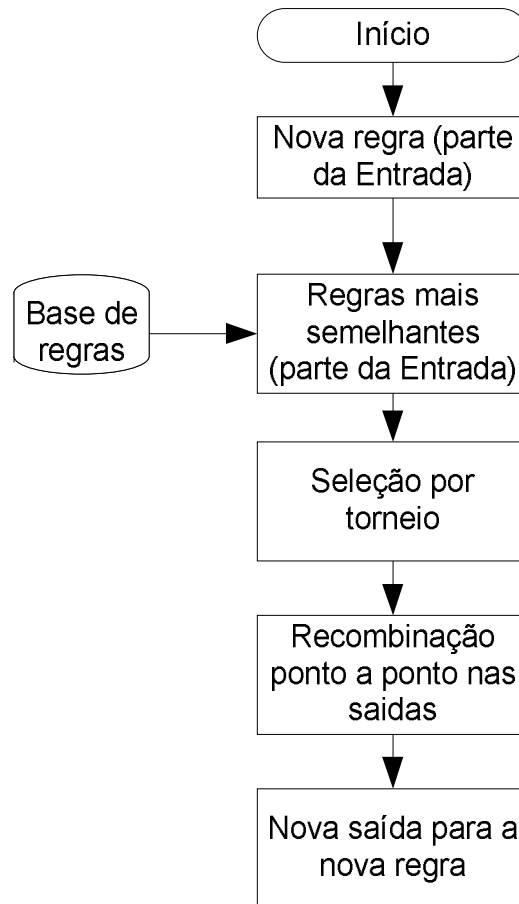 Início
Nova regra (parte
da Entrada)
Base de
regras
Regras mais
semelhantes
(parte da Entrada)
Seleção por
torneio
Recombinação
ponto a ponto nas
saidas
Nova saída para a
nova regra